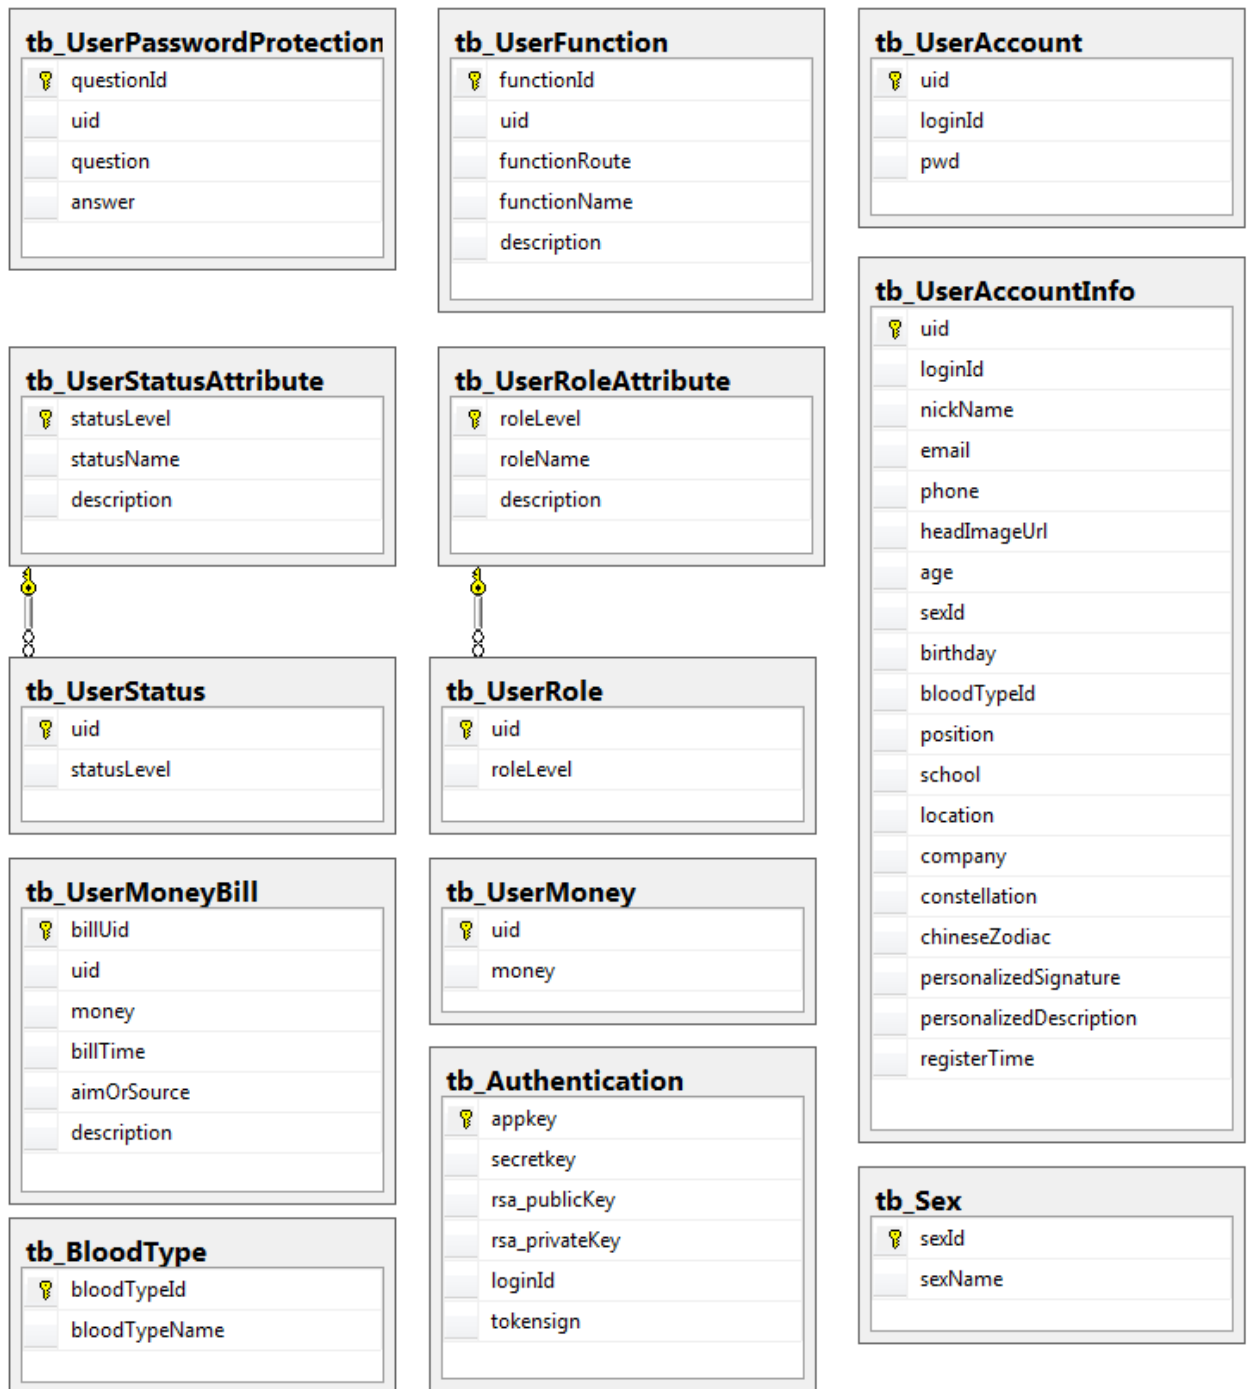 tb_UserPasswordProtection
questionId
uid
question
answer
tb_UserFunction
functionId
uid
functionRoute
functionName
description
tb_UserAccount
uid
loginId
pwd
tb_UserStatusAttribute
statusLevel
statusName
description
tb_UserRoleAttribute
roleLevel
roleName
description
tb_UserAccountInfo
uid
loginId
nickName
email
phone
headImageUrl
age
sexId
birthday
bloodTypeId
position
school
location
company
constellation
chineseZodiac
personalizedSignature
personalizedDescription
registerTime
tb_UserStatus
uid
statusLevel
tb_UserRole
uid
roleLevel
tb_UserMoneyBill
billUid
uid
money
billTime
aimOrSource
description
tb_UserMoney
uid
money
tb_Authentication
appkey
secretkey
rsa_publicKey
rsa_privateKey
loginId
tokensign
tb_Sex
sexId
sexName
tb_BloodType
bloodTypeId
bloodTypeName